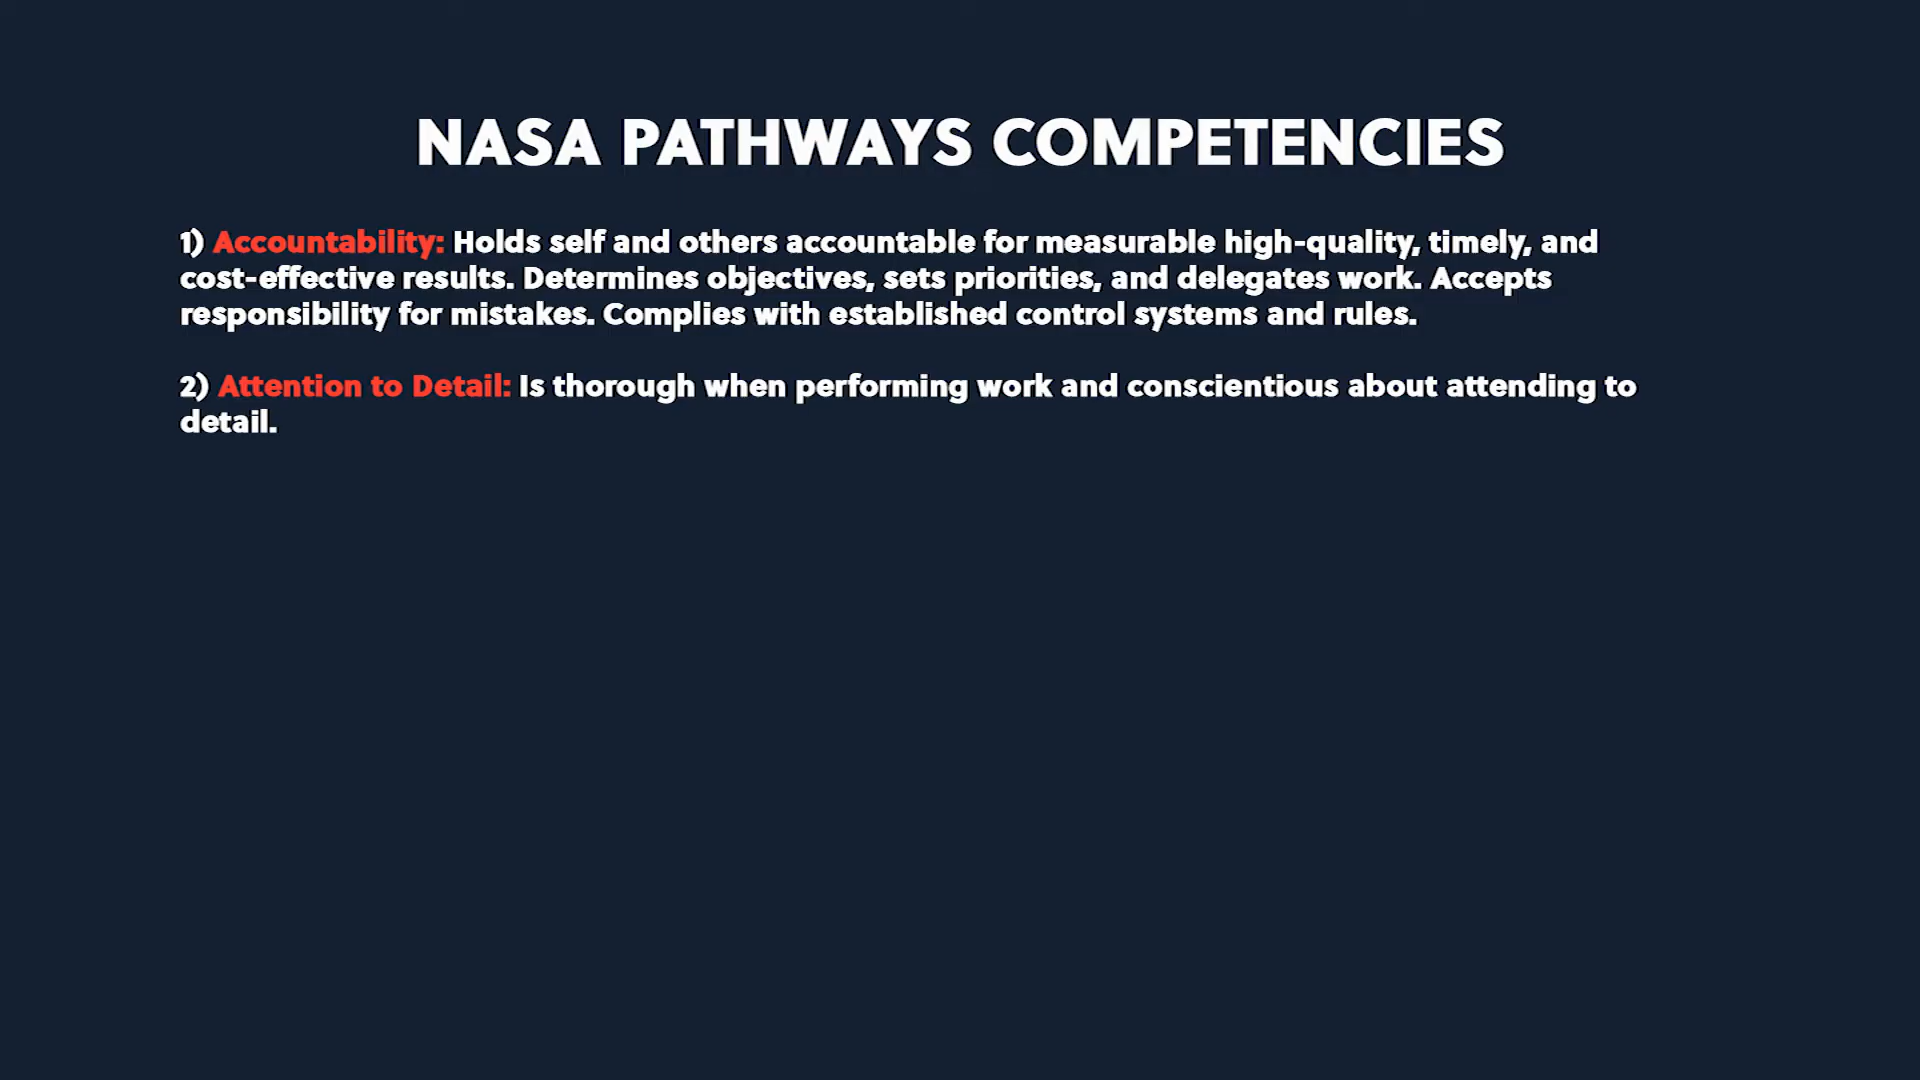 NASA PATHWAYS COMPETENCIES
1) Accountability: Holds self and others accountable for measurable high-quality, timely, and
cost-effective results. Determines objectives, sets priorities, and delegates work. Accepts
responsibility for mistakes. Complies with established control systems and rules.
2) Attention to Detail: Is thorough when performing work and conscientious about attending to
detail.